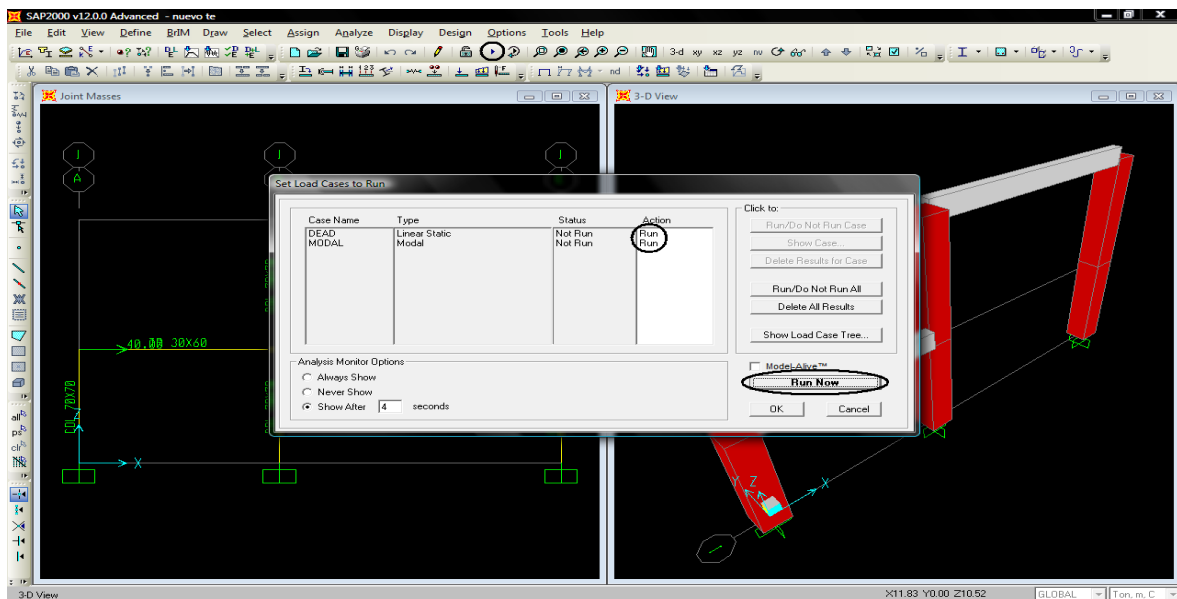 SAP2000 v12.0.0 Advanced - nuevo te
File Edit View Define BrIM Draw Select Assign Analyze Display Design Options Tools Help
3-d xy xz yz nv
nd
Joint Masses
3-D View
A
Set Load Cases to Run
Case Name Type Status Action
DEAD Linear Static Not Run Run
MODAL Modal Not Run Run
Click to:
Run/Do Not Run Case
Show Case...
Delete Results for Case
Run/Do Not Run All
Delete All Results
Show Load Case Tree...
Analysis Monitor Options
Always Show
Never Show
Show After 4 seconds
Model-Alive™
Run Now
OK Cancel
30X60
COL 70X70
X
Y Z X
all
ps
clr
3-D View
X11.83 Y0.00 Z10.52
GLOBAL
Ton, m, C